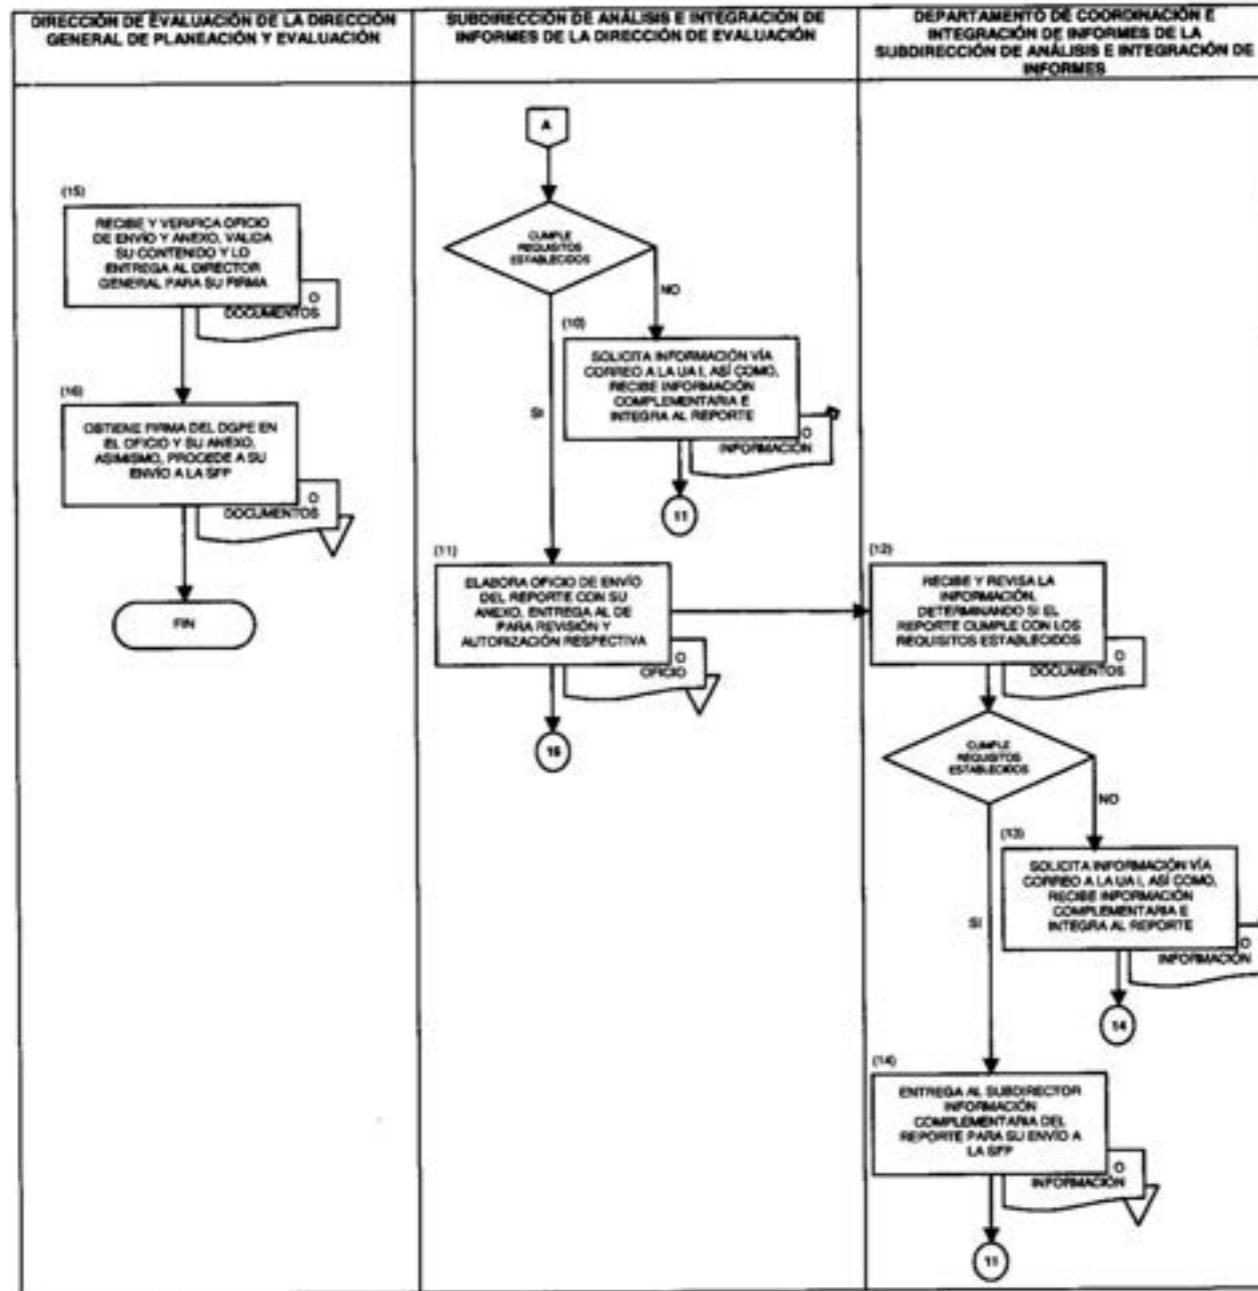 DIRECCIÓN DE EVALUACIÓN DE LA DIRECCIÓN
GENERAL DE PLANEACIÓN Y EVALUACIÓN
SUBDIRECCIÓN DE ANÁLISIS E INTEGRACIÓN DE
INFORMES DE LA DIRECCIÓN DE EVALUACIÓN
DEPARTAMENTO DE COORDINACIÓN E
INTEGRACIÓN DE INFORMES DE LA
SUBDIRECCIÓN DE ANÁLISIS E INTEGRACIÓN DE
INFORMES
(15)
RECIBE Y VERIFICA OFICIO
DE ENVÍO Y ANEXO, VALIDA
SU CONTENIDO Y LO
ENTREGA AL DIRECTOR
GENERAL PARA SU FIRMA
O
DOCUMENTOS
(16)
OBTIENE FIRMA DEL DGPE EN
EL OFICIO Y SU ANEXO,
ASIMISMO, PROCEDE A SU
ENVÍO A LA SFP
O
DOCUMENTOS
FIN
A
CUMPLE
REQUISITOS
ESTABLECIDOS
NO
SI
(10)
SOLICITA INFORMACIÓN VÍA
CORREO A LA UA I, ASÍ COMO,
RECIBE INFORMACIÓN
COMPLEMENTARIA E
INTEGRA AL REPORTE
O
INFORMACIÓN
11
(11)
ELABORA OFICIO DE ENVÍO
DEL REPORTE CON SU
ANEXO, ENTREGA AL DE
PARA REVISIÓN Y
AUTORIZACIÓN RESPECTIVA
O
OFICIO
(12)
RECIBE Y REVISA LA
INFORMACIÓN,
DETERMINANDO SI EL
REPORTE CUMPLE CON LOS
REQUISITOS ESTABLECIDOS
O
DOCUMENTOS
CUMPLE
REQUISITOS
ESTABLECIDOS
NO
SI
(13)
SOLICITA INFORMACIÓN VÍA
CORREO A LA UA I, ASÍ COMO,
RECIBE INFORMACIÓN
COMPLEMENTARIA E
INTEGRA AL REPORTE
O
INFORMACIÓN
14
(14)
ENTREGA AL SUBDIRECTOR
INFORMACIÓN
COMPLEMENTARIA DEL
REPORTE PARA SU ENVÍO A
LA SFP
O
INFORMACIÓN
11